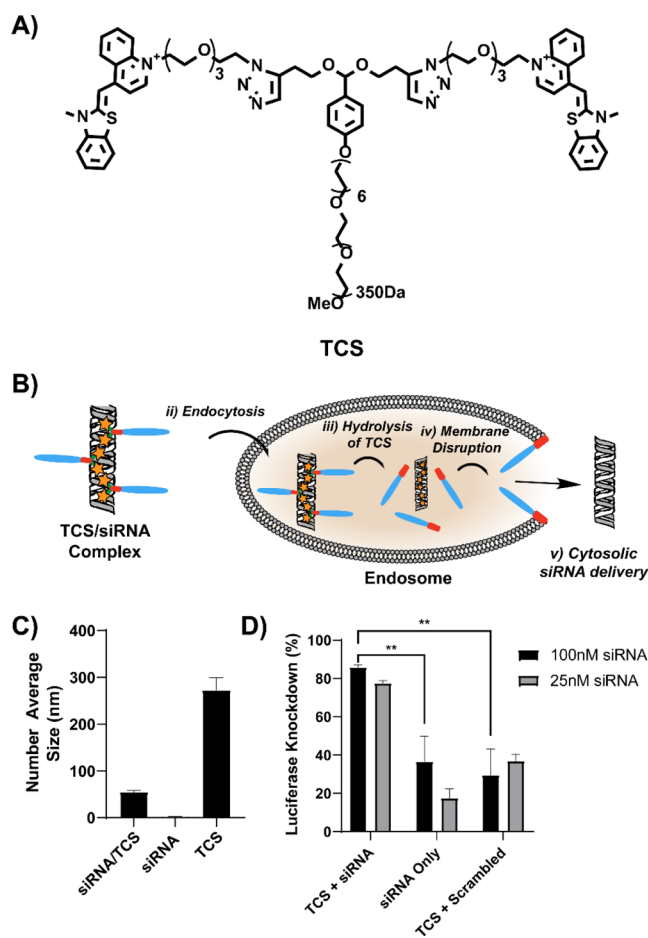 A)
N+
O
3
N
N
N
O
O
N
N
N
O
3
N+
N
S
S
N
O
6
O
O
MeO
350Da
TCS
B)
ii) Endocytosis
iii) Hydrolysis
of TCS
iv) Membrane
Disruption
TCS/siRNA
Complex
Endosome
v) Cytosolic
siRNA delivery
C)
Number Average
Size (nm)
400
300
200
100
0
siRNA/TCS
siRNA
TCS
D)
Luciferase Knockdown (%)
100
80
60
40
20
0
**
**
100nM siRNA
25nM siRNA
TCS + siRNA
siRNA Only
TCS + Scrambled